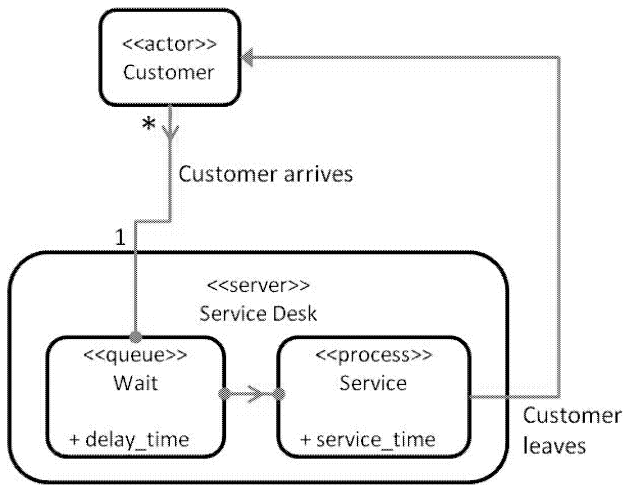 <<actor>>
Customer
*
Customer arrives
1
<<server>>
Service Desk
<<queue>>
Wait
+ delay_time
<<process>>
Service
+ service_time
Customer
leaves